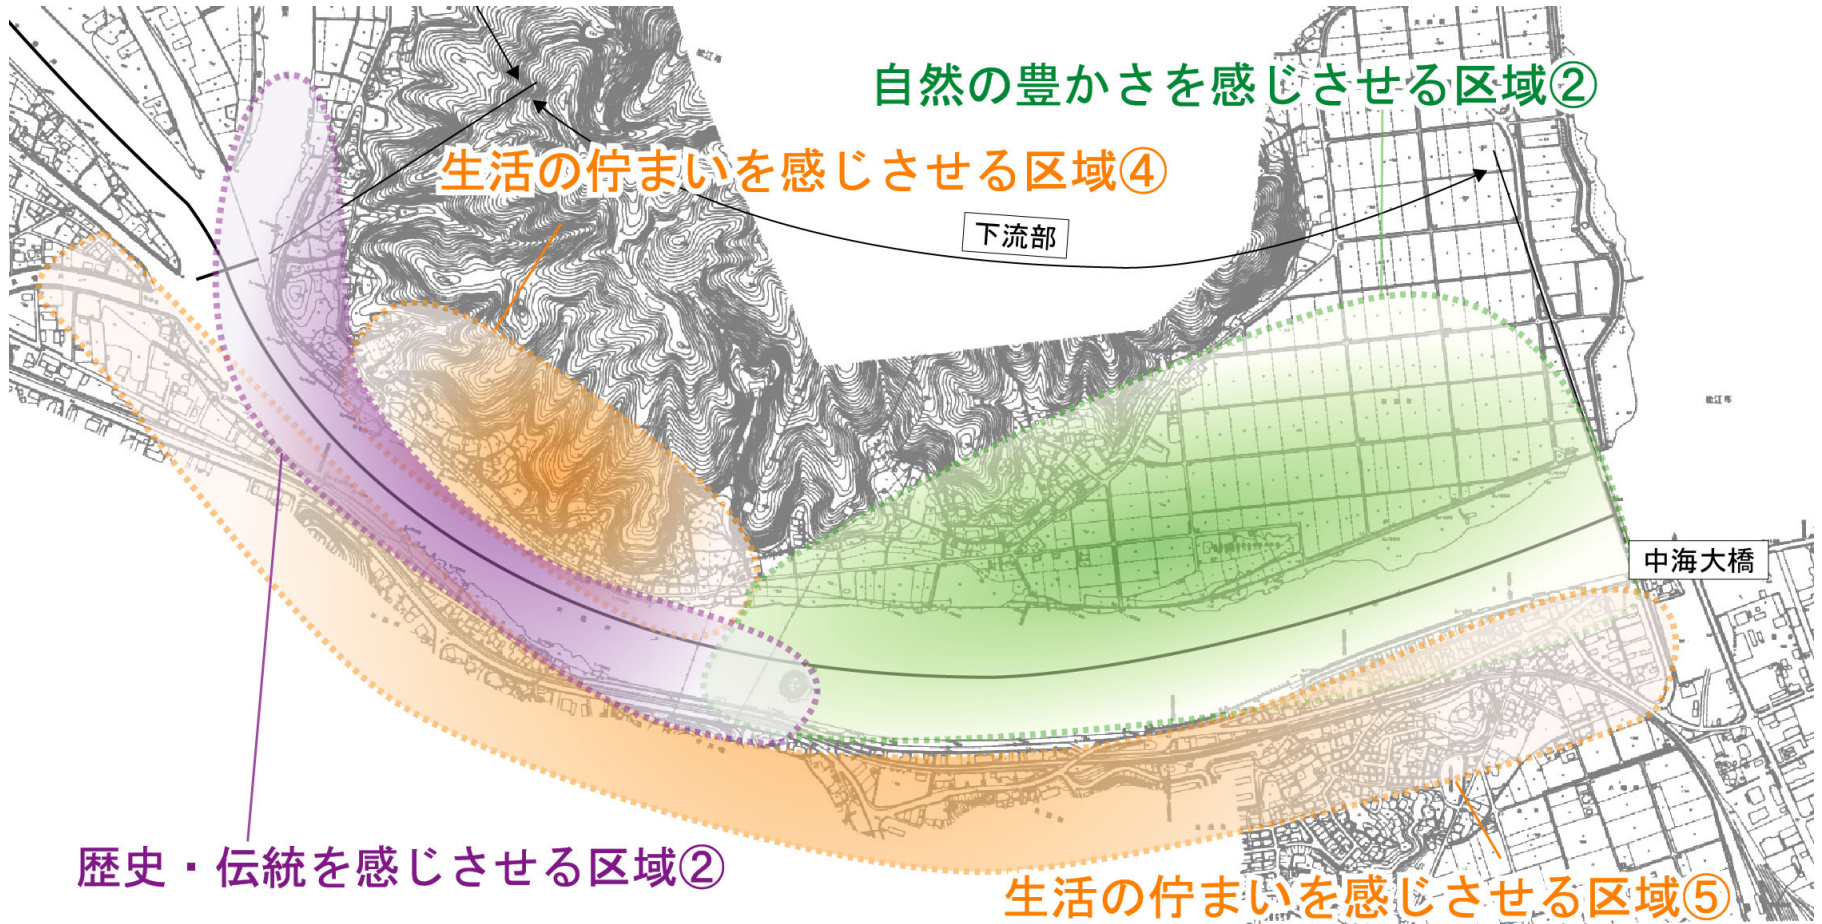 自然の豊かさを感じさせる区域②
生活の佇まいを感じさせる区域④
下流部
中海大橋
歴史・伝統を感じさせる区域②
生活の佇まいを感じさせる区域⑤